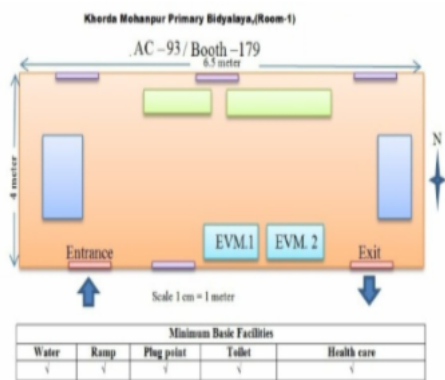 Khorda Mohanpur Primary Bidyalaya,(Room-1)
AC –93/Booth –179
6.5 meter
4 meter
N
EVM.1 EVM. 2
Entrance Exit
Scale 1 cm = 1 meter
Minimum Basic Facilities
Water Ramp Plug point Toilet Health care
√ √ √ √ √